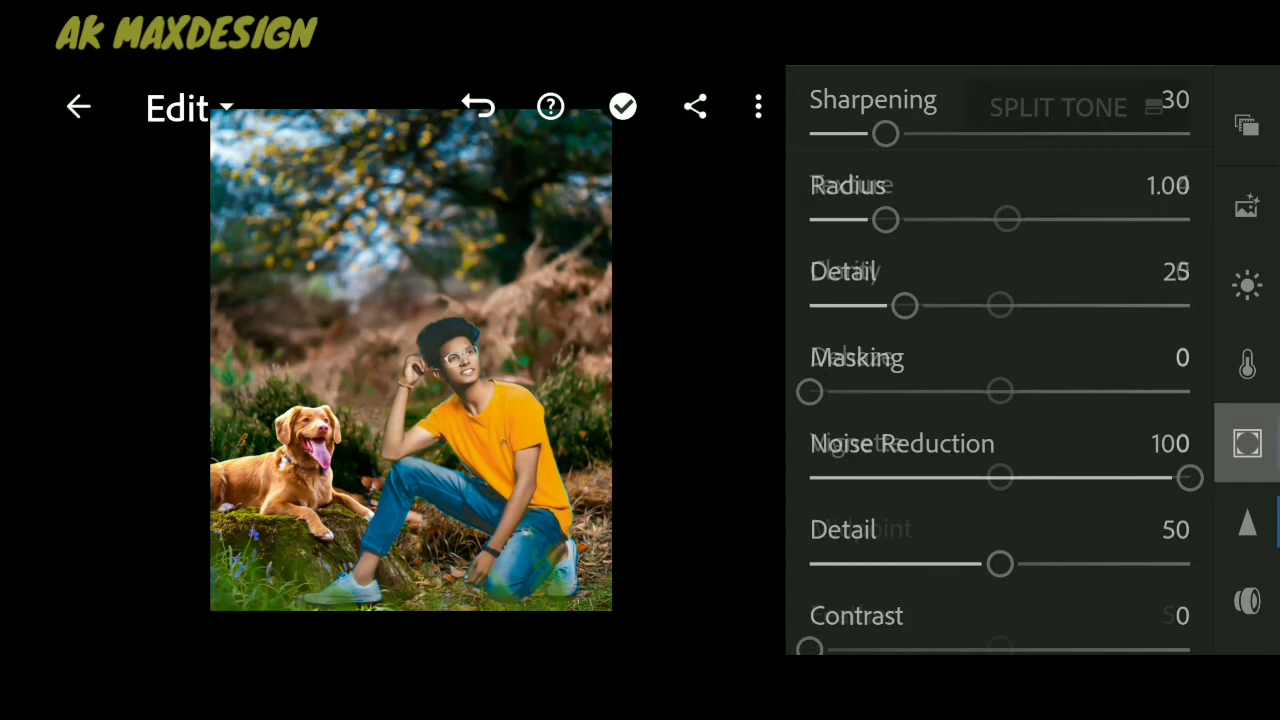 AK MAXDESIGN
Edit
Sharpening 30
SPLIT TONE
Radius 1.00
Detail 25
Masking 0
Noise Reduction 100
Detail 50
Contrast 0